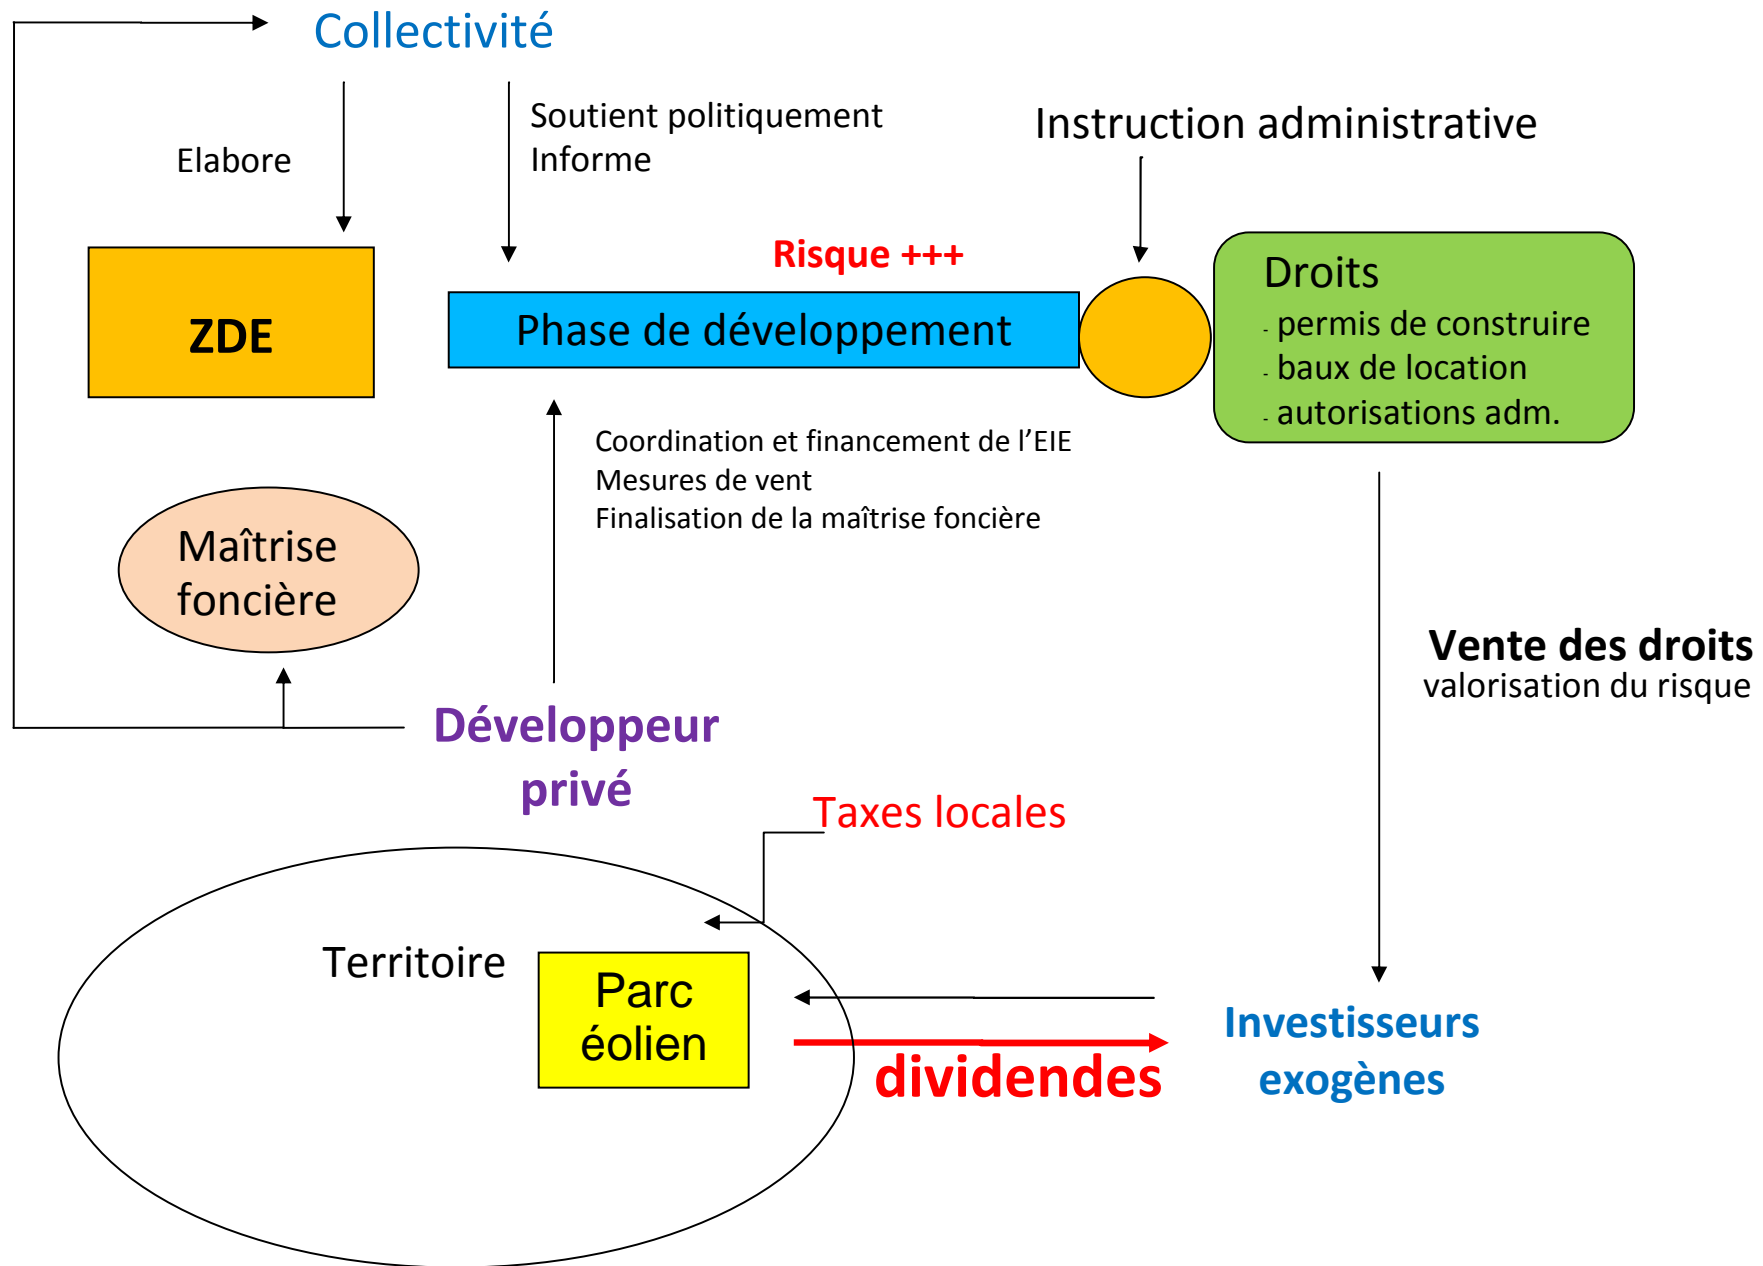 Collectivité
Soutient politiquement
Informe
Elabore
Instruction administrative
Risque +++
ZDE
Phase de développement
Droits
- permis de construire
- baux de location
- autorisations adm.
Coordination et financement de l’EIE
Mesures de vent
Finalisation de la maîtrise foncière
Maîtrise
foncière
Vente des droits
valorisation du risque
Développeur
privé
Taxes locales
Territoire
Parc
éolien
dividendes
Investisseurs
exogènes